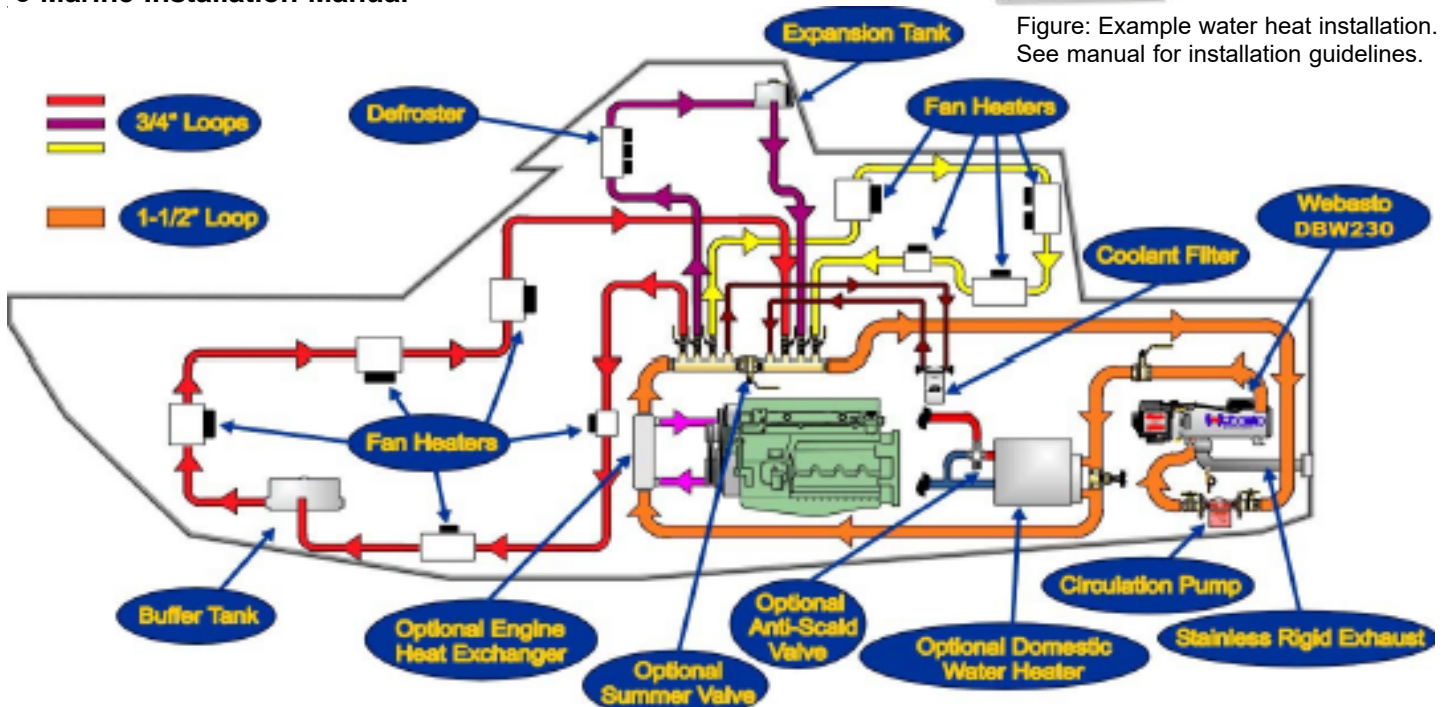 Marine Installation Manual
Figure: Example water heat installation.
See manual for installation guidelines.
Expansion Tank
Defroster
Fan Heaters
3/4" Loops
1-1/2" Loop
Webasto
DBW230
Coolant Filter
Fan Heaters
Buffer Tank
Optional Engine
Heat Exchanger
Optional
Summer Valve
Optional
Anti-Scald
Valve
Optional Domestic
Water Heater
Circulation Pump
Stainless Rigid Exhaust